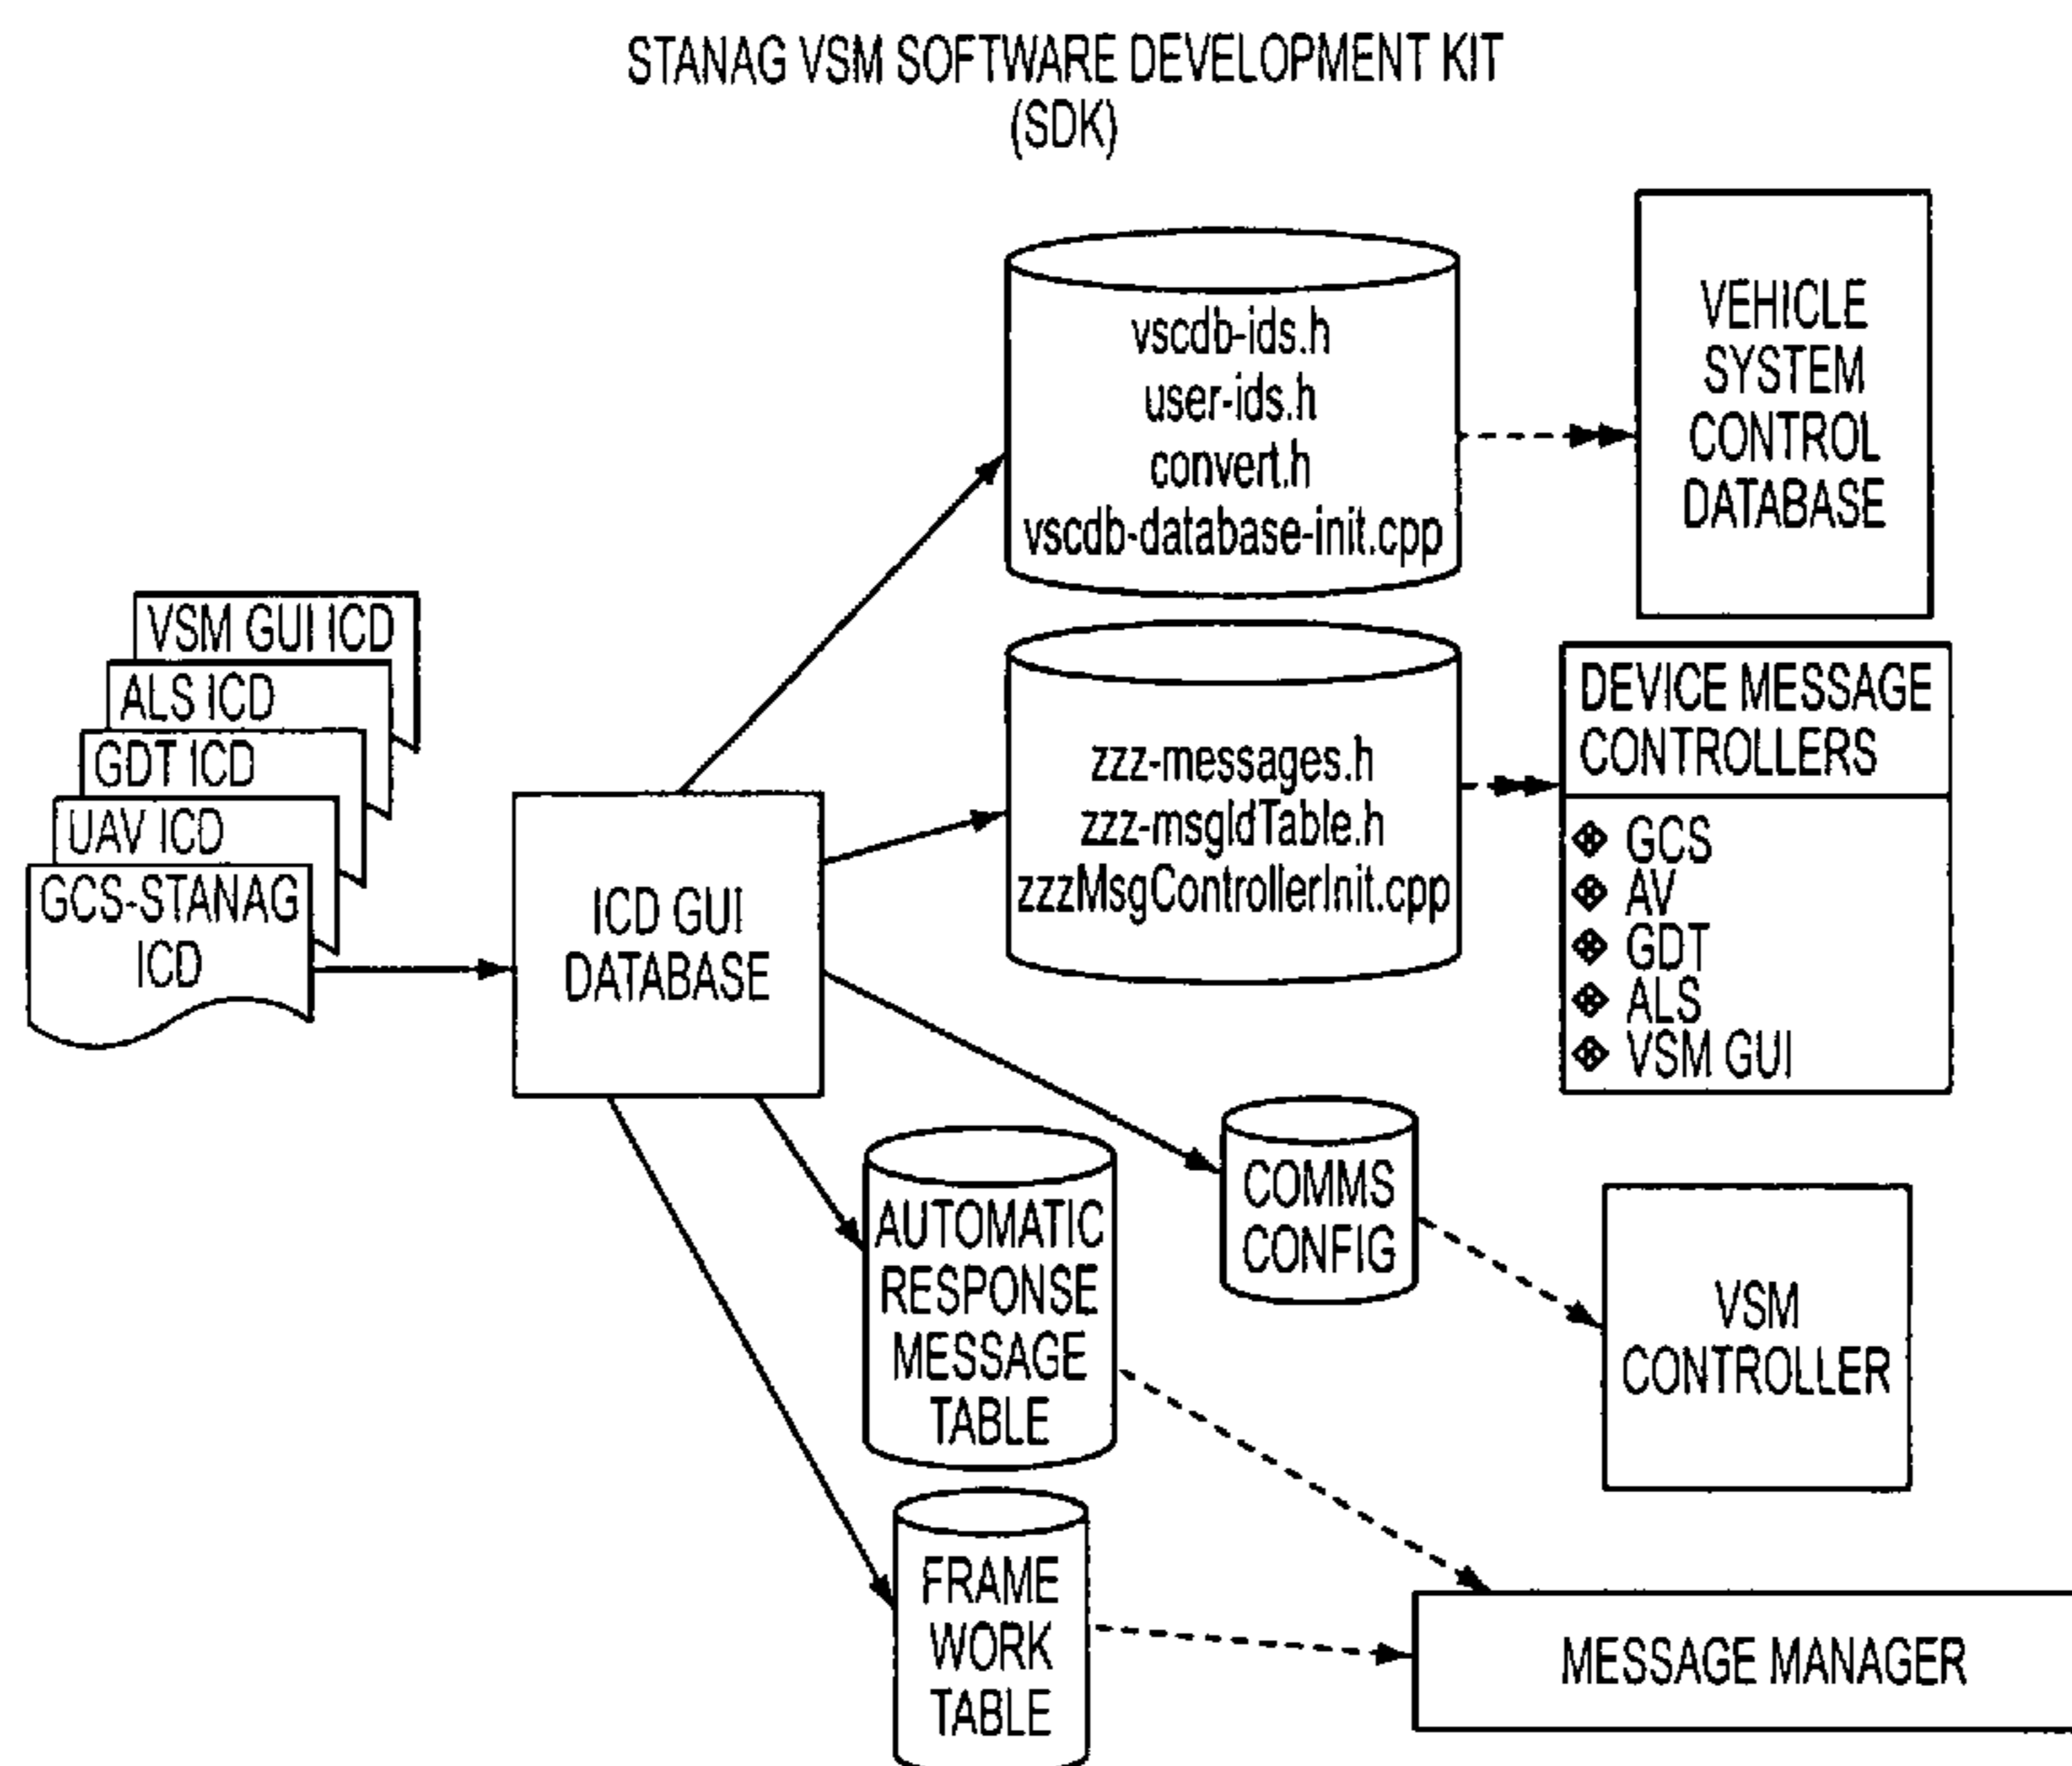 STANAG VSM SOFTWARE DEVELOPMENT KIT
(SDK)
vscdb-ids.h
user-ids.h
convert.h
vscdb-database-init.cpp
VEHICLE
SYSTEM
CONTROL
DATABASE
VSM GUI ICD
ALS ICD
GDT ICD
UAV ICD
GCS-STANAG
ICD
ICD GUI
DATABASE
zzz-messages.h
zzz-msgIdTable.h
zzzMsgControllerInit.cpp
DEVICE MESSAGE
CONTROLLERS
GCS
AV
GDT
ALS
VSM GUI
COMMS
CONFIG
AUTOMATIC
RESPONSE
MESSAGE
TABLE
VSM
CONTROLLER
FRAME
WORK
TABLE
MESSAGE MANAGER